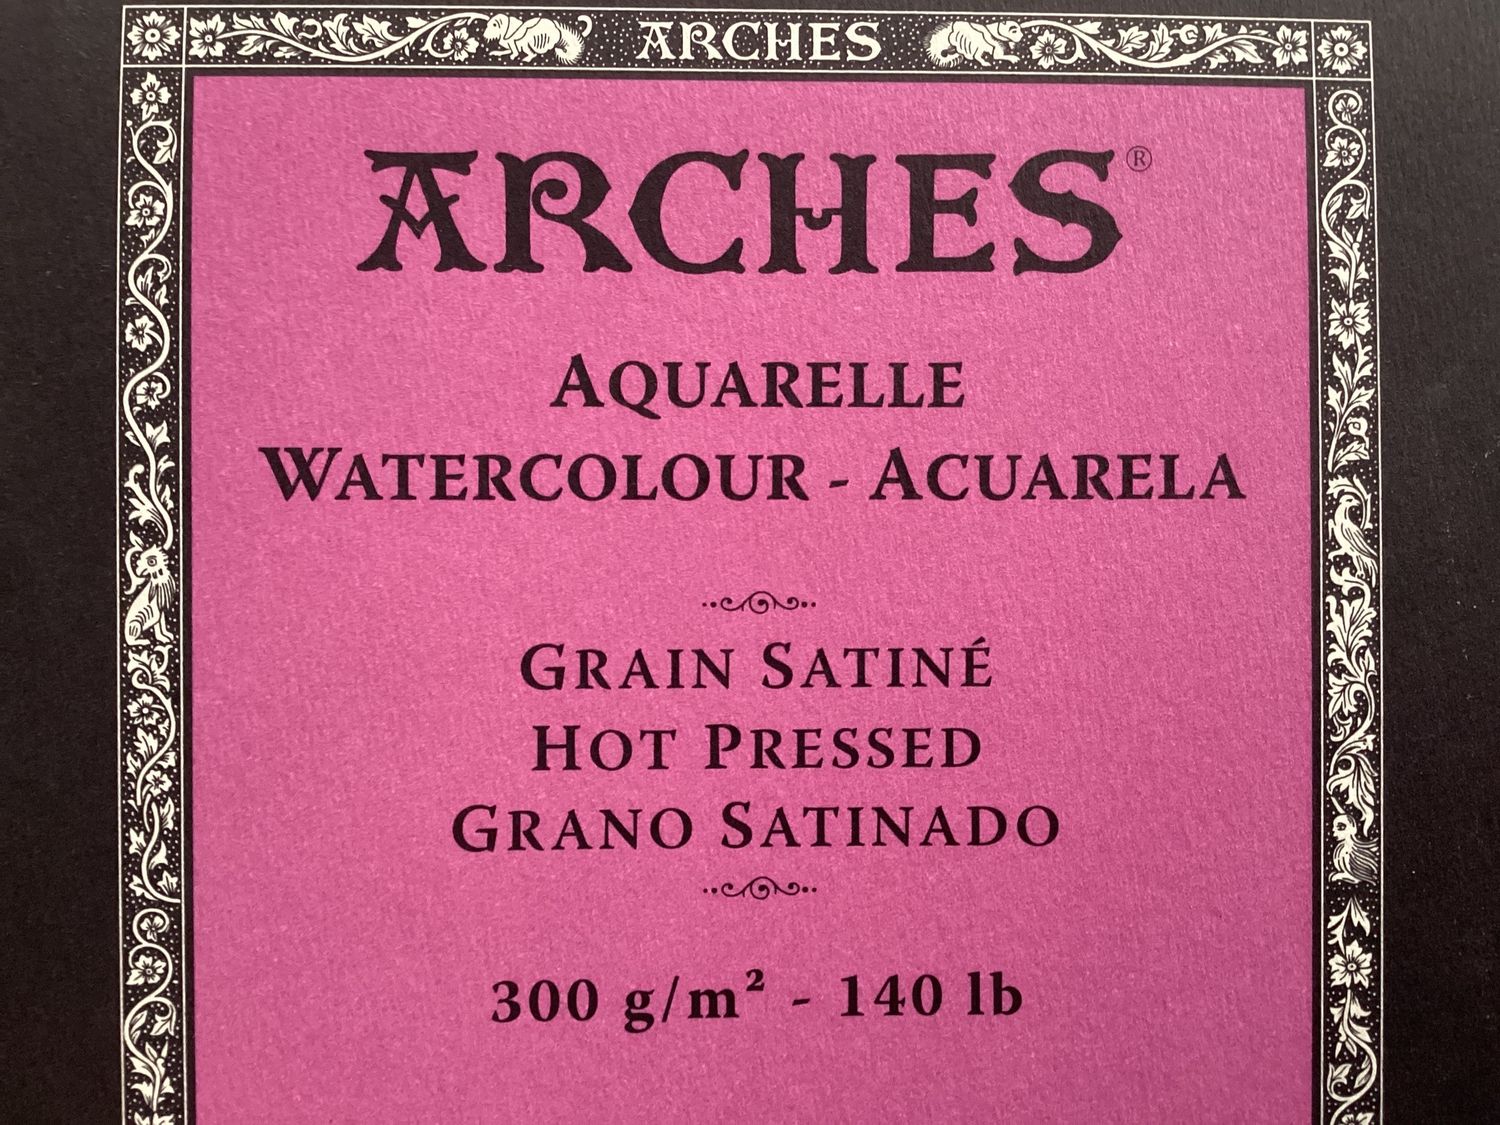 ARCHES
ARCHES®
AQUARELLE
WATERCOLOUR - ACUARELA
GRAIN SATINÉ
HOT PRESSED
GRANO SATINADO
300 g/m² - 140 lb